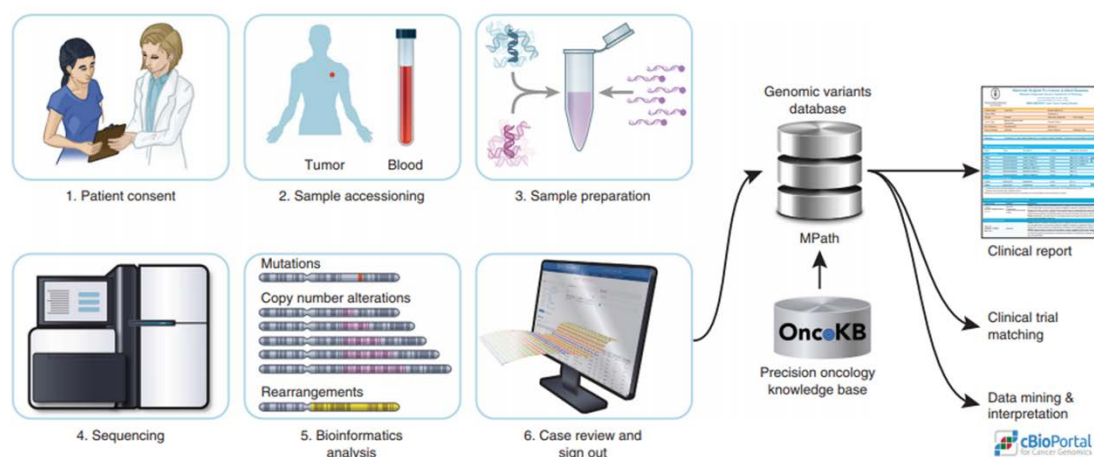 Tumor
Blood
1. Patient consent
2. Sample accessioning
3. Sample preparation
Mutations
Copy number alterations
Rearrangements
4. Sequencing
5. Bioinformatics
analysis
6. Case review and
sign out
Genomic variants
database
MPath
OncoKB
Precision oncology
knowledge base
Clinical report
Clinical trial
matching
Data mining &
interpretation
cBioPortal
for Cancer Genomics